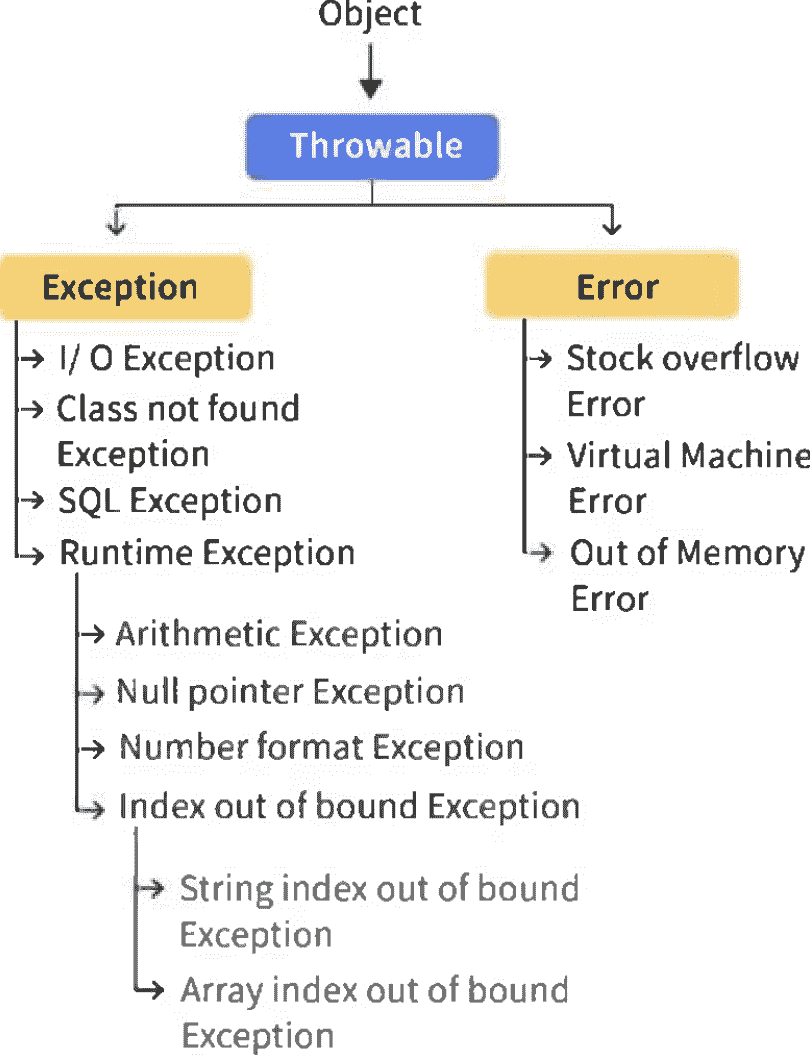 Object
Throwable
Exception
I/ O Exception
Class not found
Exception
SQL Exception
Runtime Exception
Arithmetic Exception
Null pointer Exception
Number format Exception
Index out of bound Exception
String index out of bound
Exception
Array index out of bound
Exception
Error
Stock overflow
Error
Virtual Machine
Error
Out of Memory
Error